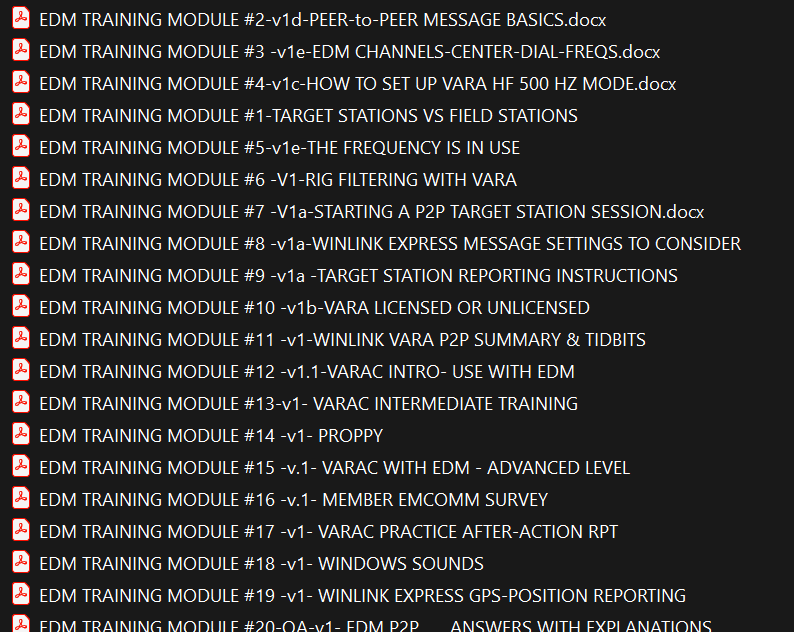 EDM TRAINING MODULE #2-v1d-PEER-to-PEER MESSAGE BASICS.docx
EDM TRAINING MODULE #3 -v1e-EDM CHANNELS-CENTER-DIAL-FREQS.docx
EDM TRAINING MODULE #4-v1c-HOW TO SET UP VARA HF 500 HZ MODE.docx
EDM TRAINING MODULE #1-TARGET STATIONS VS FIELD STATIONS
EDM TRAINING MODULE #5-v1e-THE FREQUENCY IS IN USE
EDM TRAINING MODULE #6 -V1-RIG FILTERING WITH VARA
EDM TRAINING MODULE #7 -V1a-STARTING A P2P TARGET STATION SESSION.docx
EDM TRAINING MODULE #8 -v1a-WINLINK EXPRESS MESSAGE SETTINGS TO CONSIDER
EDM TRAINING MODULE #9 -v1a -TARGET STATION REPORTING INSTRUCTIONS
EDM TRAINING MODULE #10 -v1b-VARA LICENSED OR UNLICENSED
EDM TRAINING MODULE #11 -v1-WINLINK VARA P2P SUMMARY & TIDBITS
EDM TRAINING MODULE #12 -v1.1-VARAC INTRO- USE WITH EDM
EDM TRAINING MODULE #13-v1- VARAC INTERMEDIATE TRAINING
EDM TRAINING MODULE #14 -v1- PROPPY
EDM TRAINING MODULE #15 -v.1- VARAC WITH EDM - ADVANCED LEVEL
EDM TRAINING MODULE #16 -v.1- MEMBER EMCOMM SURVEY
EDM TRAINING MODULE #17 -v1- VARAC PRACTICE AFTER-ACTION RPT
EDM TRAINING MODULE #18 -v1- WINDOWS SOUNDS
EDM TRAINING MODULE #19 -v1- WINLINK EXPRESS GPS-POSITION REPORTING
EDM TRAINING MODULE #20-QA-v1- EDM P2P__ ANSWERS WITH EXPLANATIONS